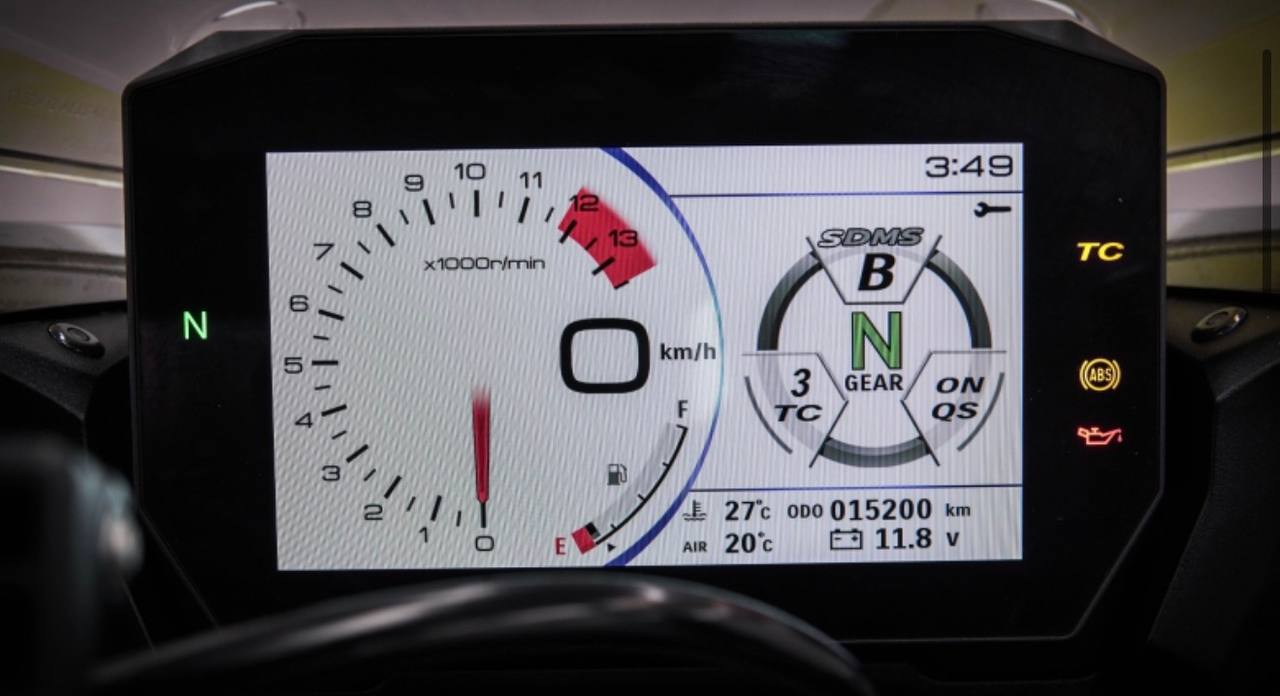 3:49
10
9
11
8
12
7
13
x1000r/min
6
5
4
3
2
1
0
0 km/h
F
E
SDMS
B
N
GEAR
3
TC
ON
QS
27°C ODO 015200 km
AIR 20°C 11.8 V
N
TC
ABS